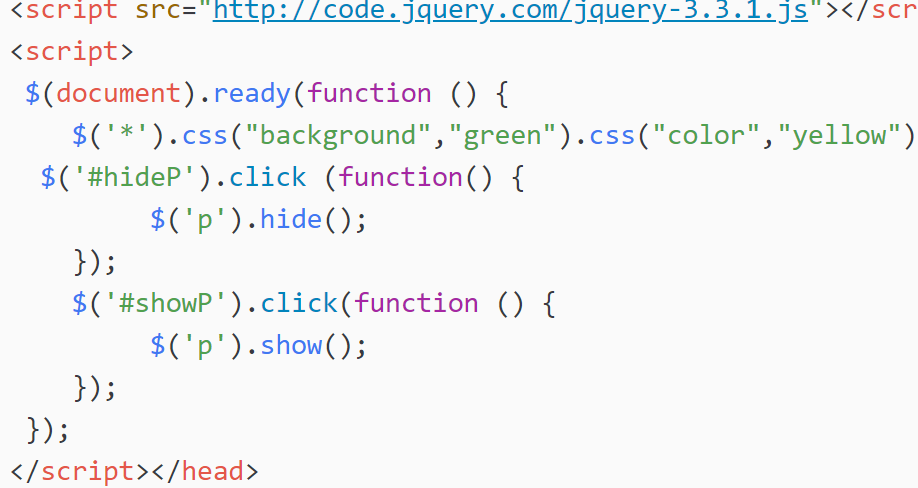 <script src="http://code.jquery.com/jquery-3.3.1.js"></scr
<script>
$(document).ready(function () {
$('*').css("background","green").css("color","yellow")
$('#hideP').click (function() {
$('p').hide();
});
$('#showP').click(function () {
$('p').show();
});
});
</script></head>